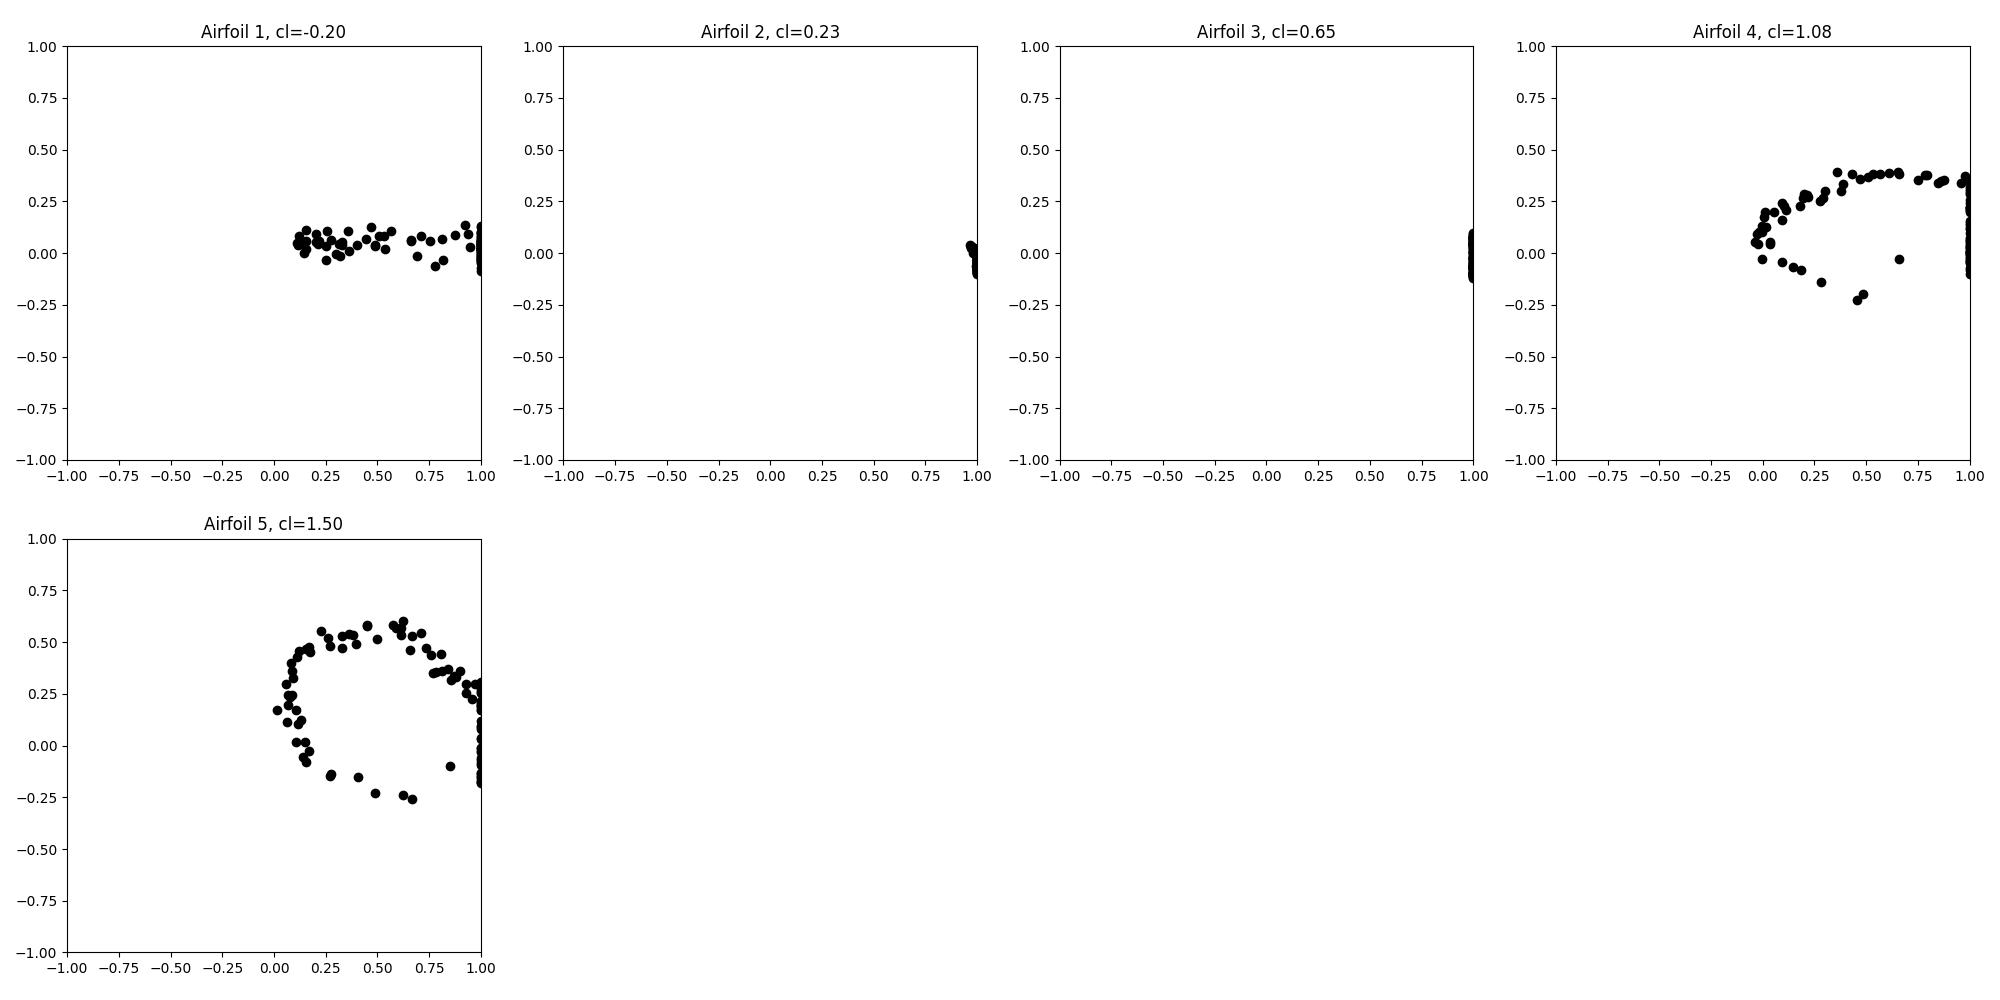 Airfoil 1, cl=-0.20
Airfoil 2, cl=0.23
Airfoil 3, cl=0.65
Airfoil 4, cl=1.08
1.00 1.00 1.00 1.00
0.75 0.75 0.75 0.75
0.50 0.50 0.50 0.50
0.25 0.25 0.25 0.25
0.00 0.00 0.00 0.00
−0.25 −0.25 −0.25 −0.25
−0.50 −0.50 −0.50 −0.50
−0.75 −0.75 −0.75 −0.75
−1.00 −1.00 −1.00 −1.00
−1.00 −0.75 −0.50 −0.25 0.00 0.25 0.50 0.75 1.00
−1.00 −0.75 −0.50 −0.25 0.00 0.25 0.50 0.75 1.00
−1.00 −0.75 −0.50 −0.25 0.00 0.25 0.50 0.75 1.00
−1.00 −0.75 −0.50 −0.25 0.00 0.25 0.50 0.75 1.00
Airfoil 5, cl=1.50
1.00
0.75
0.50
0.25
0.00
−0.25
−0.50
−0.75
−1.00
−1.00 −0.75 −0.50 −0.25 0.00 0.25 0.50 0.75 1.00